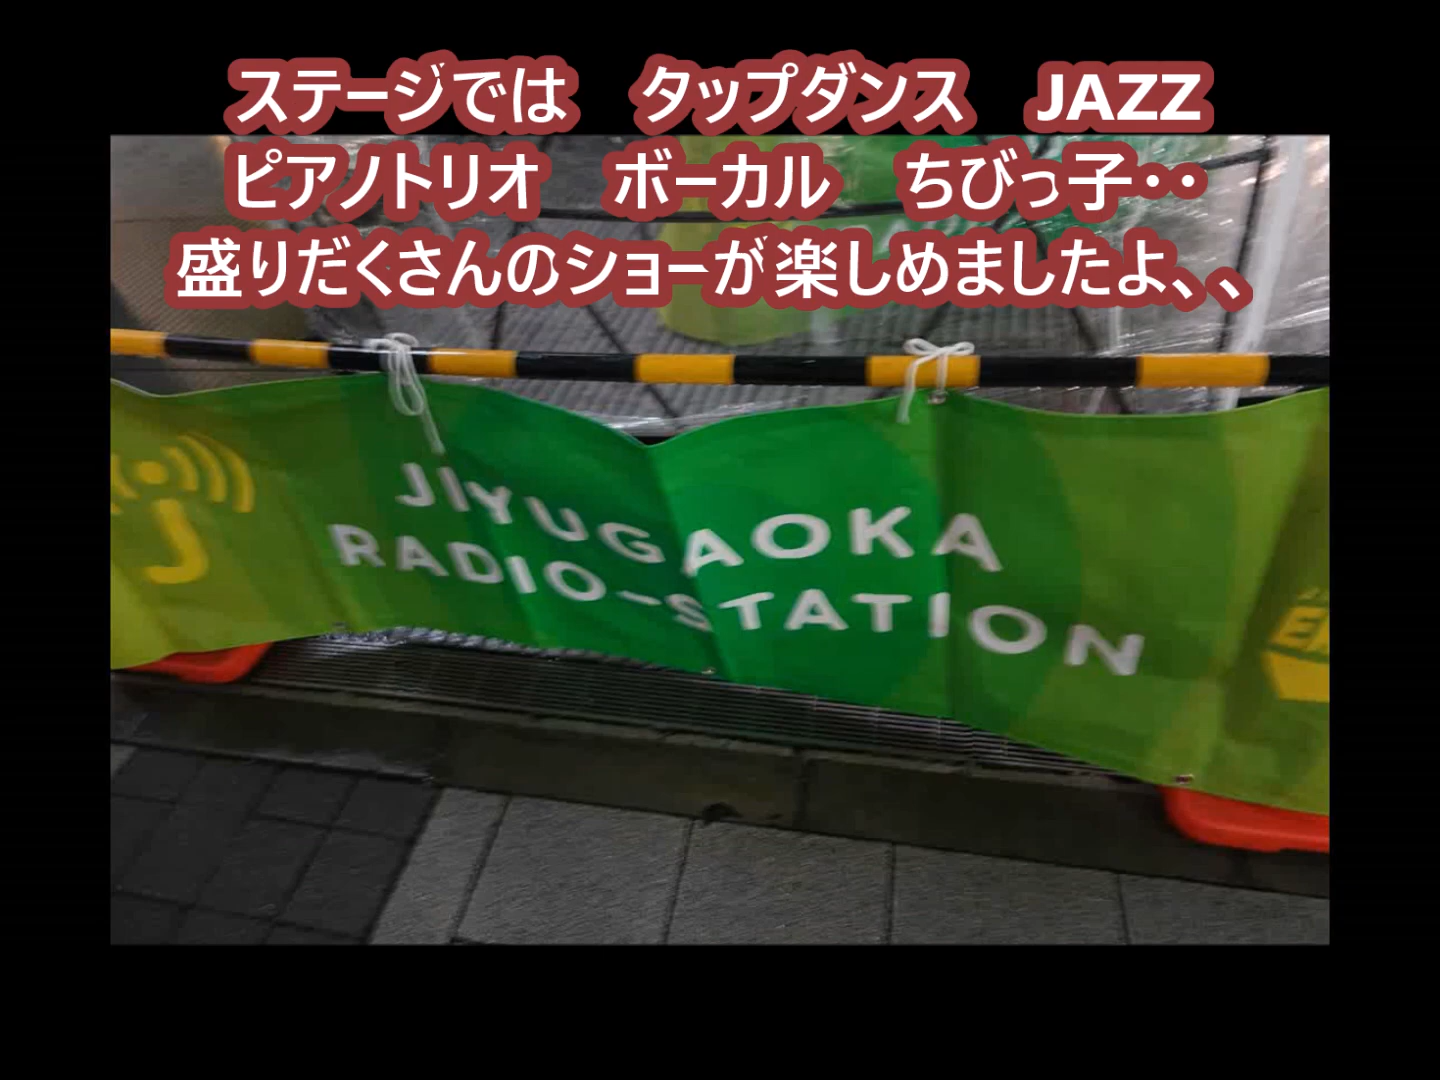 ステージでは　タップダンス　JAZZ
ピアノトリオ　ボーカル　ちびっ子･･
盛りだくさんのショーが楽しめましたよ､､
J
JIYUGAOKA
RADIO-STATION